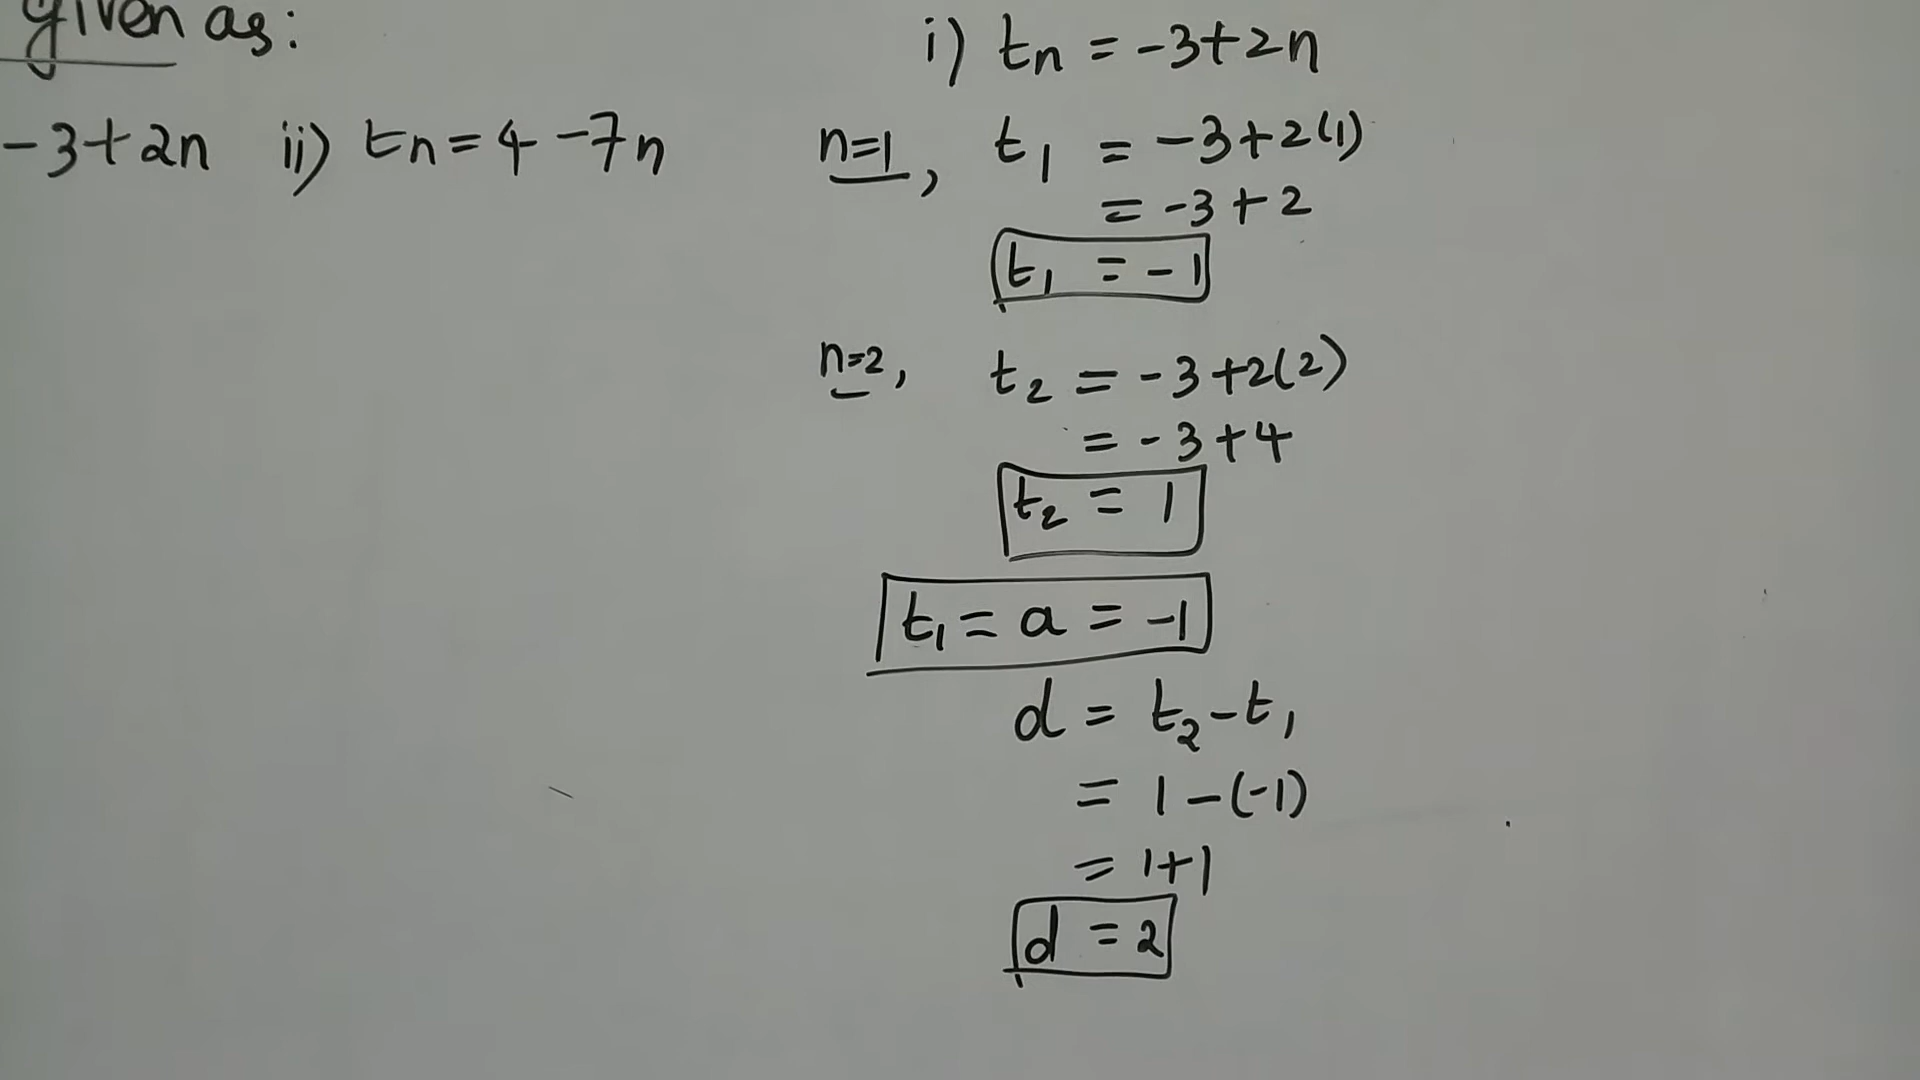 given as:
-3+2n ii) tn=4-7n
i) tn = -3+2n
n=1, t1 = -3+2(1)
= -3+2
t1 = -1
n=2, t2 = -3+2(2)
= -3+4
t2 = 1
t1 = a = -1
d = t2-t1
= 1-(-1)
= 1+1
d = 2